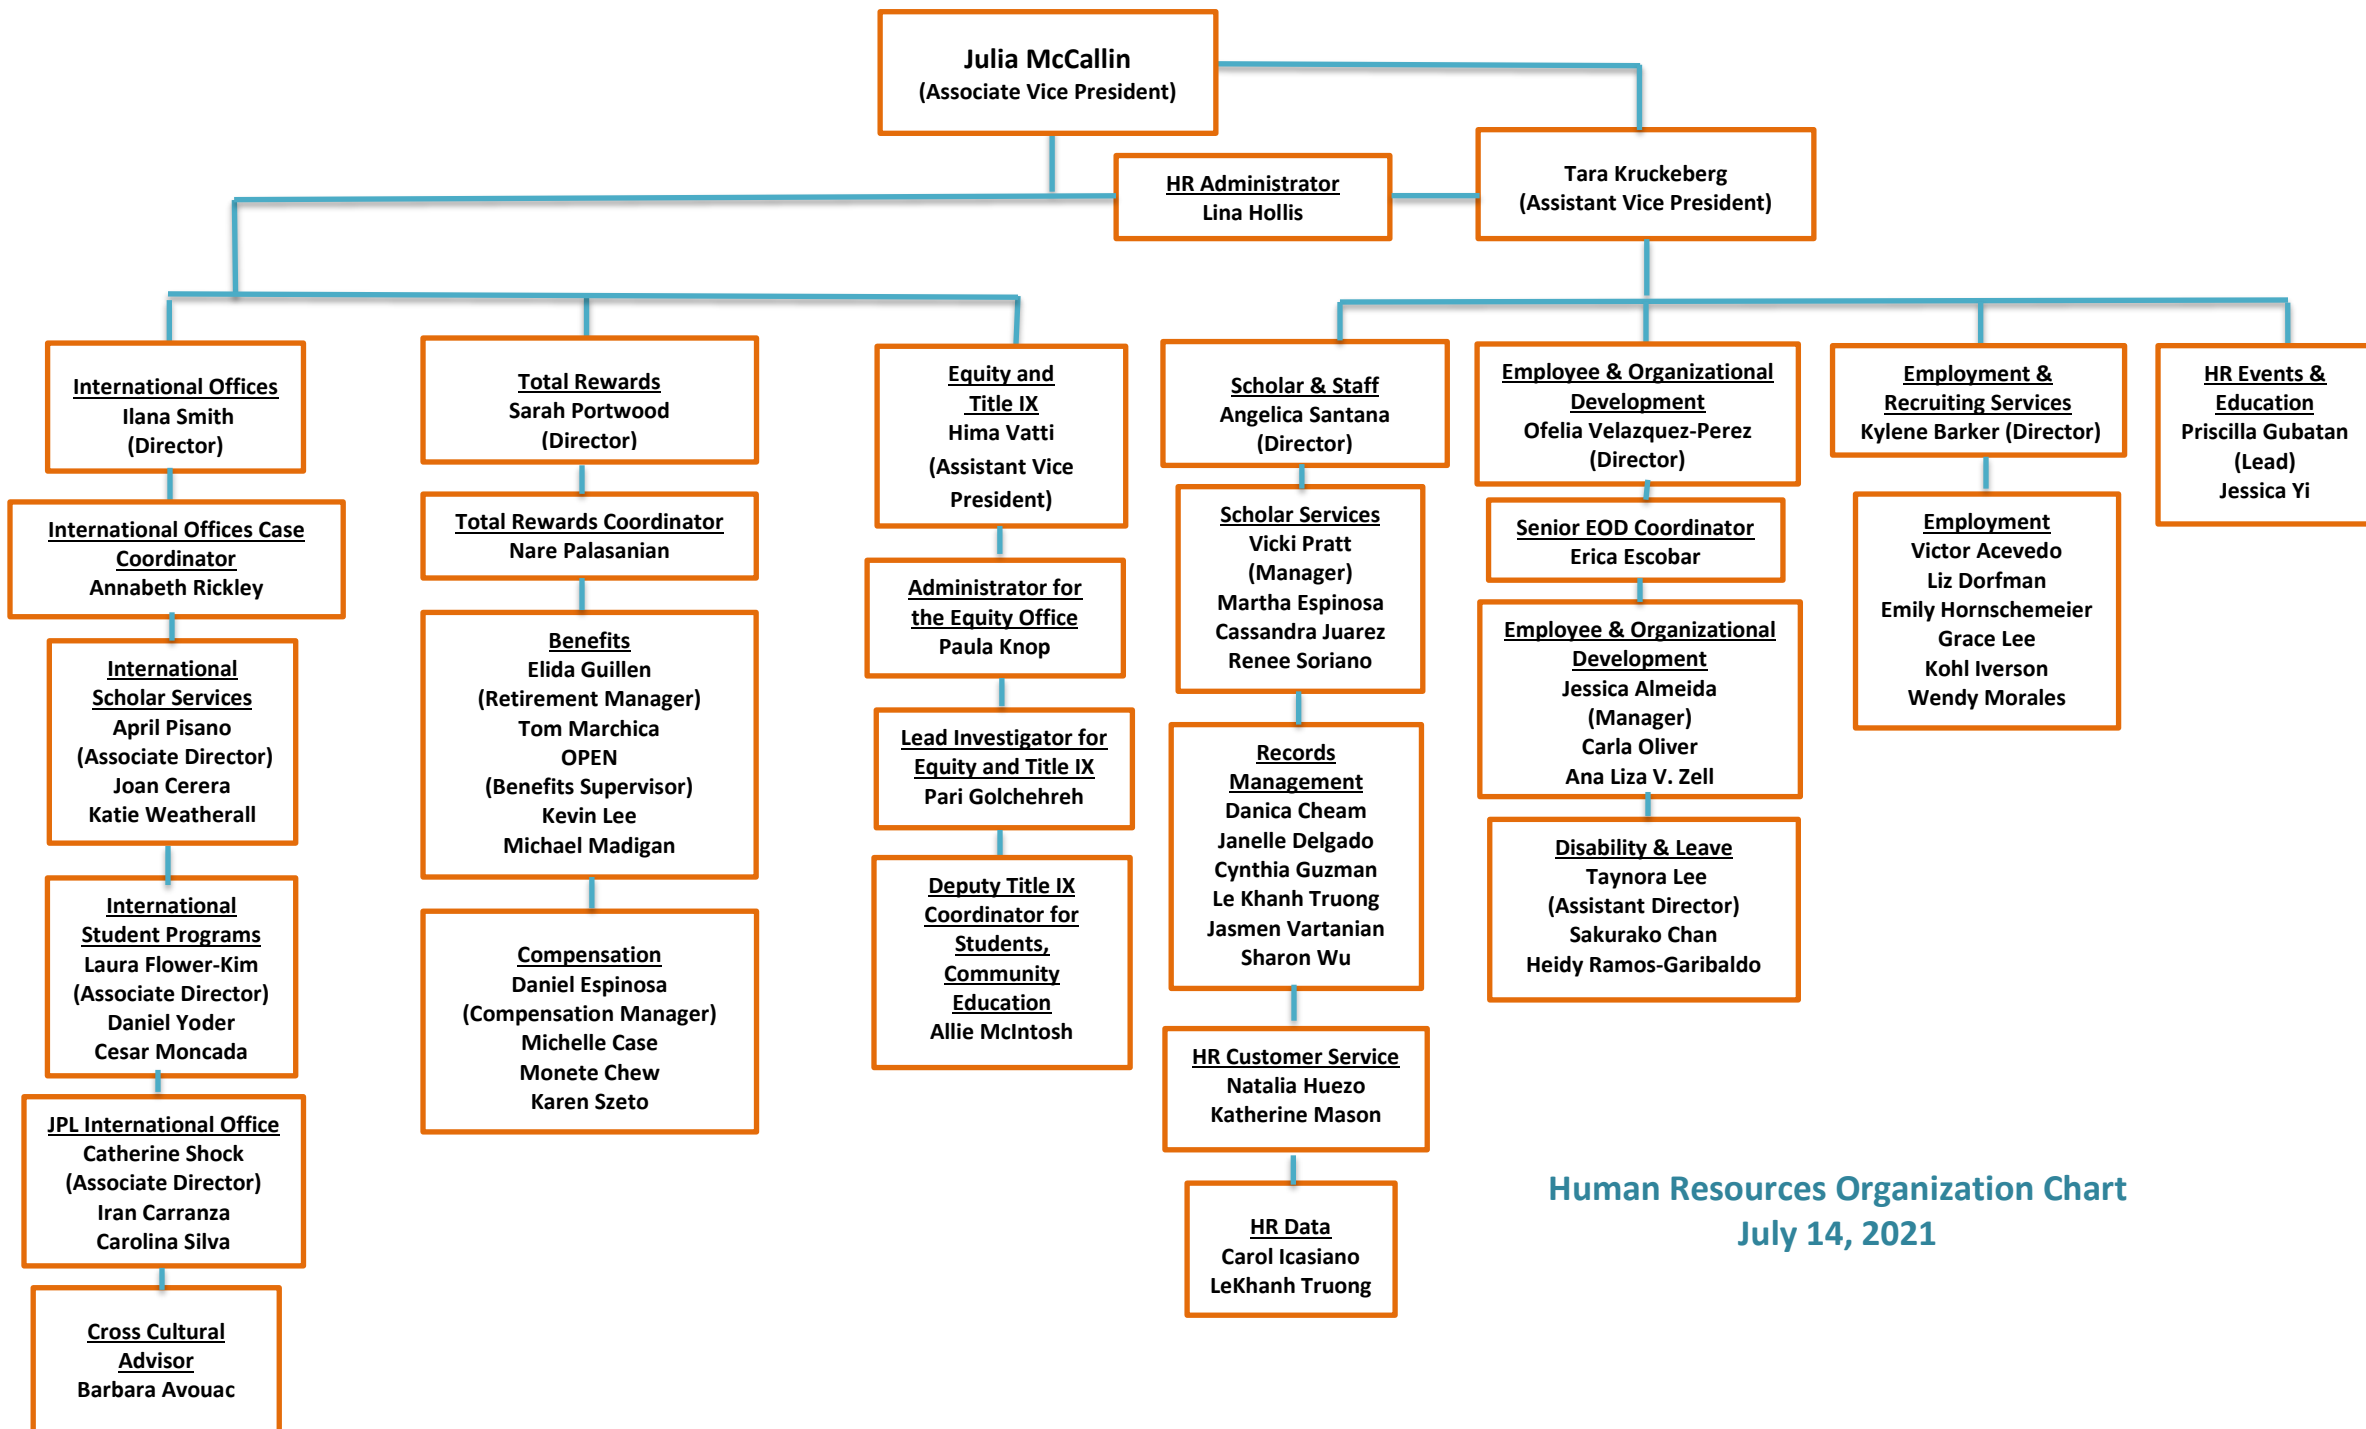 Julia McCallin
(Associate Vice President)
HR Administrator
Lina Hollis
Tara Kruckeberg
(Assistant Vice President)
International Offices
Ilana Smith
(Director)
International Offices Case
Coordinator
Annabeth Rickley
International
Scholar Services
April Pisano
(Associate Director)
Joan Cerera
Katie Weatherall
International
Student Programs
Laura Flower-Kim
(Associate Director)
Daniel Yoder
Cesar Moncada
JPL International Office
Catherine Shock
(Associate Director)
Iran Carranza
Carolina Silva
Cross Cultural
Advisor
Barbara Avouac
Total Rewards
Sarah Portwood
(Director)
Total Rewards Coordinator
Nare Palasanian
Benefits
Elida Guillen
(Retirement Manager)
Tom Marchica
OPEN
(Benefits Supervisor)
Kevin Lee
Michael Madigan
Compensation
Daniel Espinosa
(Compensation Manager)
Michelle Case
Monete Chew
Karen Szeto
Equity and
Title IX
Hima Vatti
(Assistant Vice
President)
Administrator for
the Equity Office
Paula Knop
Lead Investigator for
Equity and Title IX
Pari Golchehreh
Deputy Title IX
Coordinator for
Students,
Community
Education
Allie McIntosh
Scholar & Staff
Angelica Santana
(Director)
Scholar Services
Vicki Pratt
(Manager)
Martha Espinosa
Cassandra Juarez
Renee Soriano
Records
Management
Danica Cheam
Janelle Delgado
Cynthia Guzman
Le Khanh Truong
Jasmen Vartanian
Sharon Wu
HR Customer Service
Natalia Huezo
Katherine Mason
HR Data
Carol Icasiano
LeKhanh Truong
Employee & Organizational
Development
Ofelia Velazquez-Perez
(Director)
Senior EOD Coordinator
Erica Escobar
Employee & Organizational
Development
Jessica Almeida
(Manager)
Carla Oliver
Ana Liza V. Zell
Disability & Leave
Taynora Lee
(Assistant Director)
Sakurako Chan
Heidy Ramos-Garibaldo
Employment &
Recruiting Services
Kylene Barker (Director)
Employment
Victor Acevedo
Liz Dorfman
Emily Hornschemeier
Grace Lee
Kohl Iverson
Wendy Morales
HR Events &
Education
Priscilla Gubatan
(Lead)
Jessica Yi
Human Resources Organization Chart
July 14, 2021